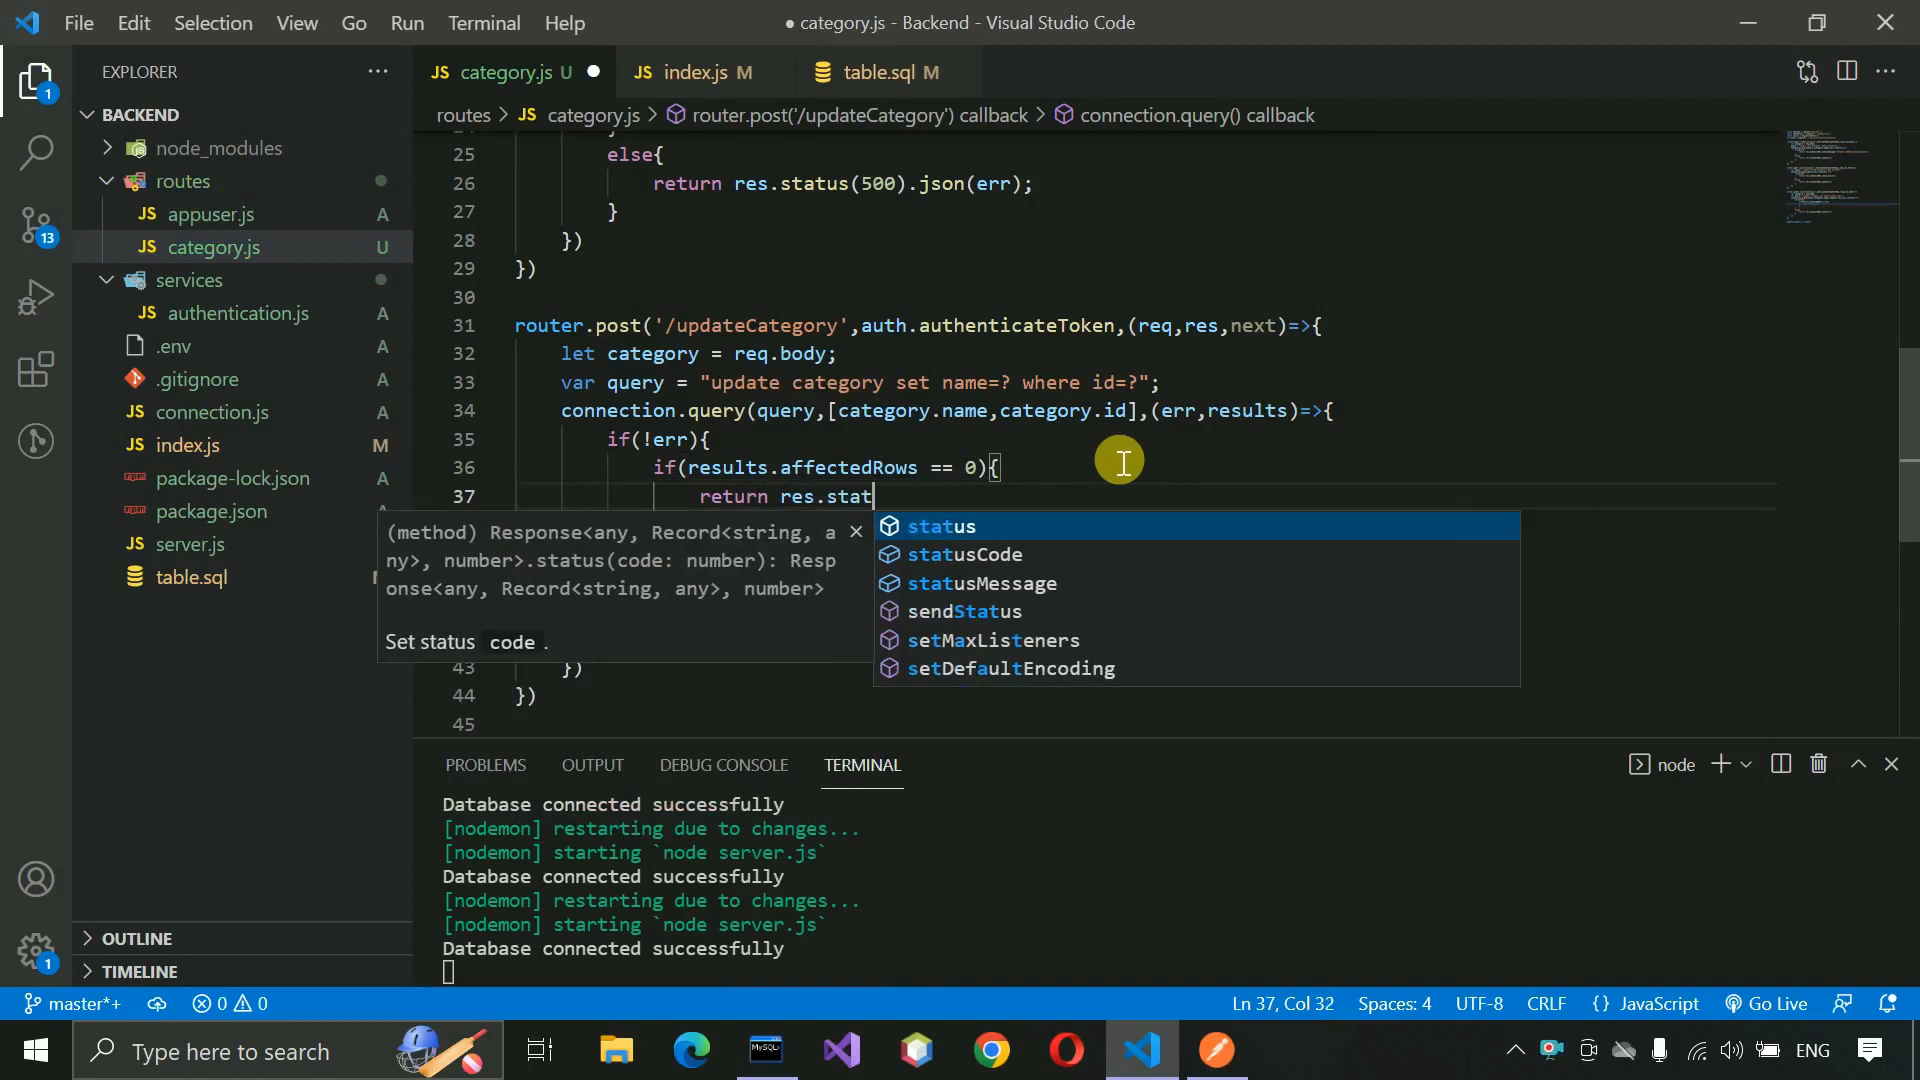 File Edit Selection View Go Run Terminal Help
● category.js - Backend - Visual Studio Code
EXPLORER
JS category.js U
JS index.js M
table.sql M
routes > JS category.js > router.post('/updateCategory') callback > connection.query() callback
1
13
BACKEND
node_modules
routes
JS appuser.js A
JS category.js U
services
JS authentication.js A
.env A
.gitignore A
JS connection.js A
JS index.js M
package-lock.json A
package.json A
JS server.js A
table.sql
OUTLINE
TIMELINE
1
25 else{
26 return res.status(500).json(err);
27 }
28 })
29 })
30
31 router.post('/updateCategory',auth.authenticateToken,(req,res,next)=>{
32 let category = req.body;
33 var query = "update category set name=? where id=?";
34 connection.query(query,[category.name,category.id],(err,results)=>{
35 if(!err){
36 if(results.affectedRows == 0){
37 return res.stat
(method) Response<any, Record<string, a
ny>, number>.status(code: number): Resp
onse<any, Record<string, any>, number>
Set status code .
status
statusCode
statusMessage
sendStatus
setMaxListeners
setDefaultEncoding
43 })
44 })
45
PROBLEMS OUTPUT DEBUG CONSOLE TERMINAL
node
Database connected successfully
[nodemon] restarting due to changes...
[nodemon] starting `node server.js`
Database connected successfully
[nodemon] restarting due to changes...
[nodemon] starting `node server.js`
Database connected successfully
master*+ 0 0
Ln 37, Col 32 Spaces: 4 UTF-8 CRLF {} JavaScript Go Live
Type here to search
MySQL
ENG